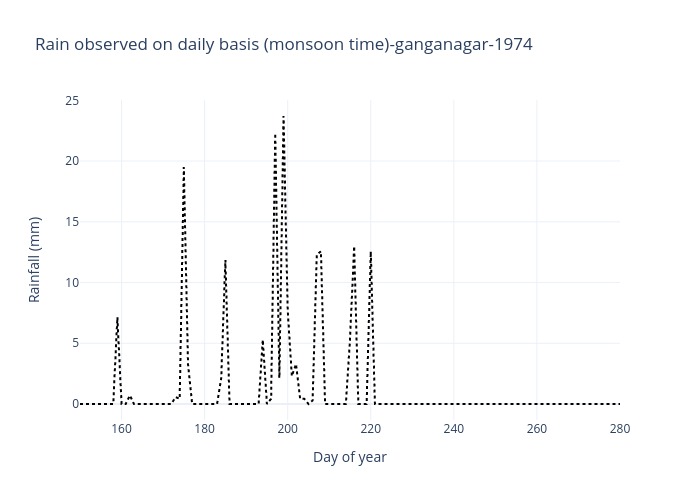 Rain observed on daily basis (monsoon time)-ganganagar-1974
25
20
15
10
5
0
Rainfall (mm)
160 180 200 220 240 260 280
Day of year